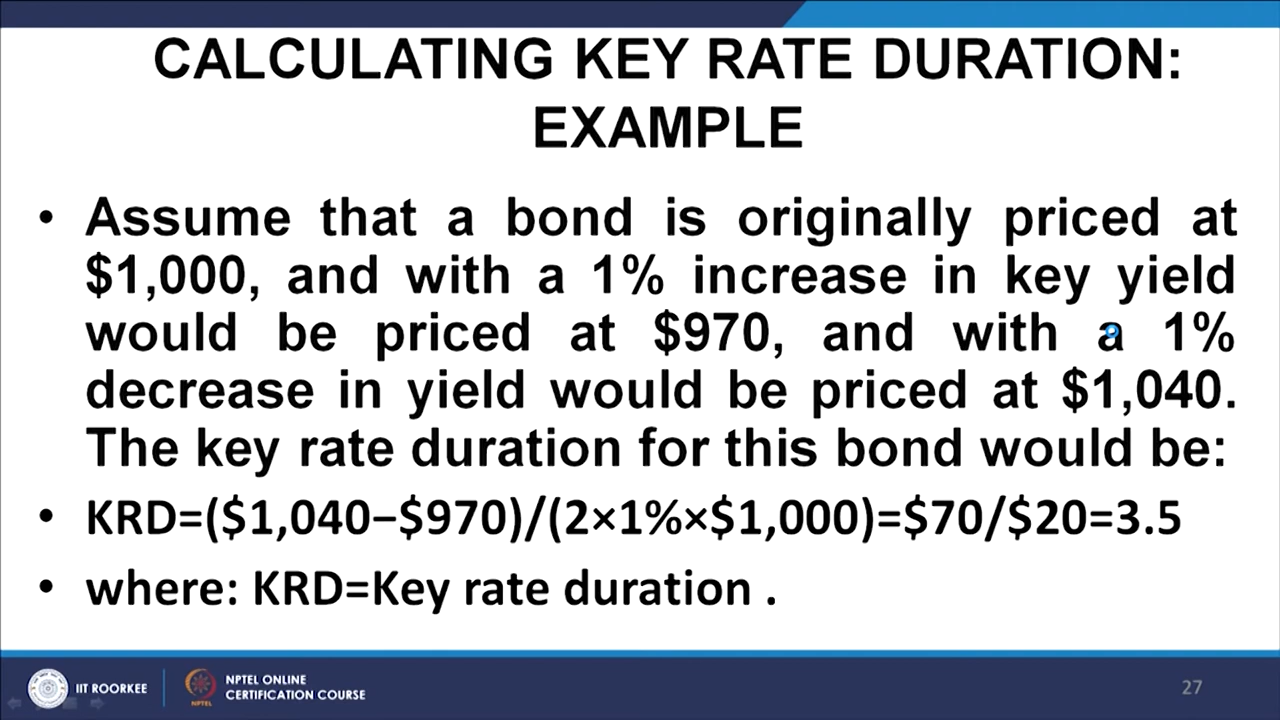 CALCULATING KEY RATE DURATION:
EXAMPLE
• Assume that a bond is originally priced at
$1,000, and with a 1% increase in key yield
would be priced at $970, and with a 1%
decrease in yield would be priced at $1,040.
The key rate duration for this bond would be:
• KRD=($1,040−$970)/(2×1%×$1,000)=$70/$20=3.5
• where: KRD=Key rate duration .
IIT ROORKEE
NPTEL
NPTEL ONLINE
CERTIFICATION COURSE
27